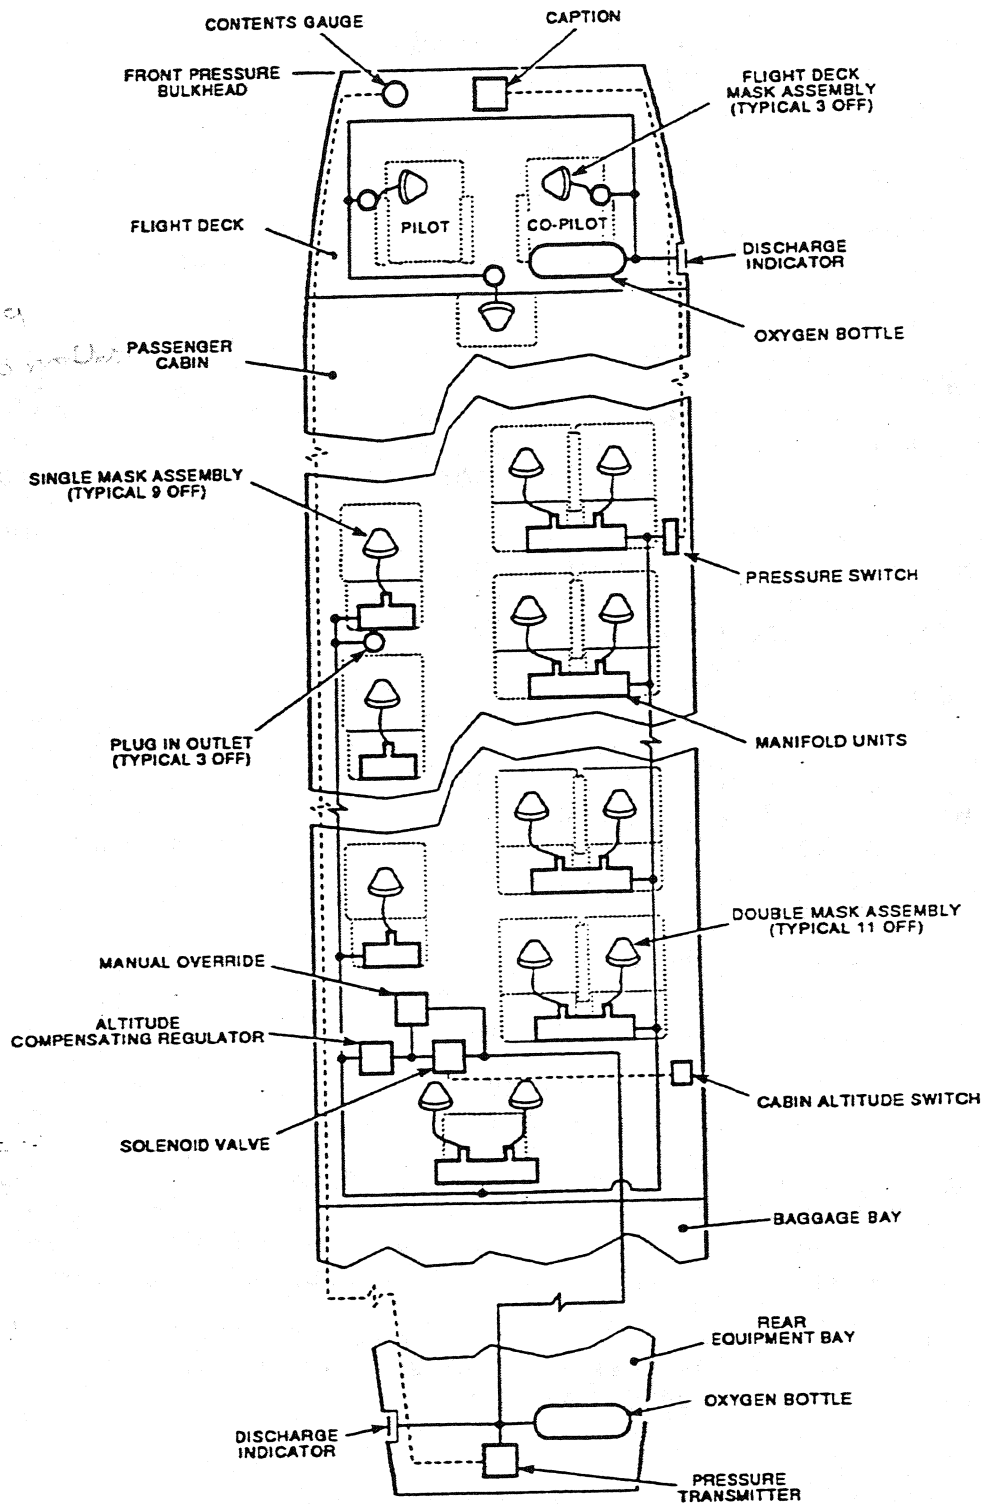 CONTENTS GAUGE
CAPTION
FRONT PRESSURE
BULKHEAD
FLIGHT DECK
MASK ASSEMBLY
(TYPICAL 3 OFF)
FLIGHT DECK
PILOT
CO-PILOT
DISCHARGE
INDICATOR
OXYGEN BOTTLE
PASSENGER
CABIN
SINGLE MASK ASSEMBLY
(TYPICAL 9 OFF)
PRESSURE SWITCH
PLUG IN OUTLET
(TYPICAL 3 OFF)
MANIFOLD UNITS
DOUBLE MASK ASSEMBLY
(TYPICAL 11 OFF)
MANUAL OVERRIDE
ALTITUDE
COMPENSATING REGULATOR
CABIN ALTITUDE SWITCH
SOLENOID VALVE
BAGGAGE BAY
REAR
EQUIPMENT BAY
OXYGEN BOTTLE
DISCHARGE
INDICATOR
PRESSURE
TRANSMITTER